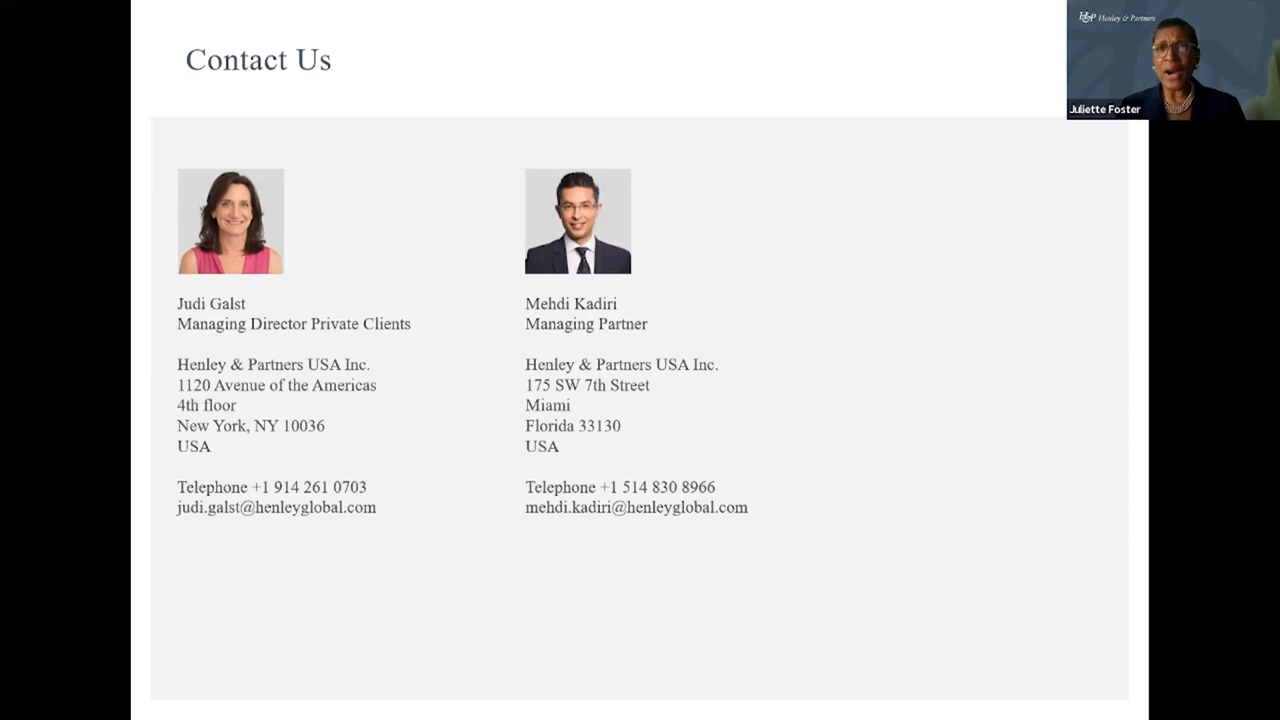 Contact Us
Henley & Partners
Juliette Foster
Judi Galst
Managing Director Private Clients
Henley & Partners USA Inc.
1120 Avenue of the Americas
4th floor
New York, NY 10036
USA
Telephone +1 914 261 0703
judi.galst@henleyglobal.com
Mehdi Kadiri
Managing Partner
Henley & Partners USA Inc.
175 SW 7th Street
Miami
Florida 33130
USA
Telephone +1 514 830 8966
mehdi.kadiri@henleyglobal.com